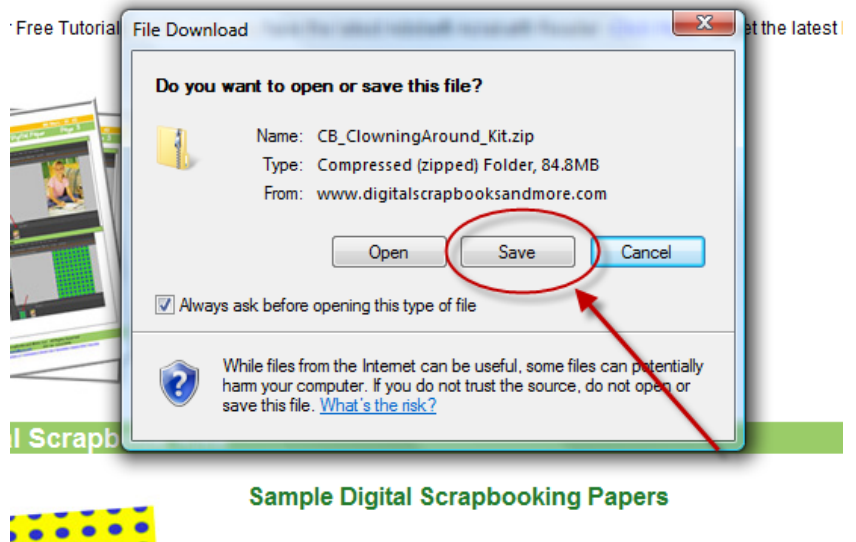 Free Tutorial
File Download
et the latest
Do you want to open or save this file?
Name: CB_ClowningAround_Kit.zip
Type: Compressed (zipped) Folder, 84.8MB
From: www.digitalscrapbooksandmore.com
Open Save Cancel
Always ask before opening this type of file
While files from the Internet can be useful, some files can potentially
harm your computer. If you do not trust the source, do not open or
save this file. What's the risk?
al Scrapb
Sample Digital Scrapbooking Papers